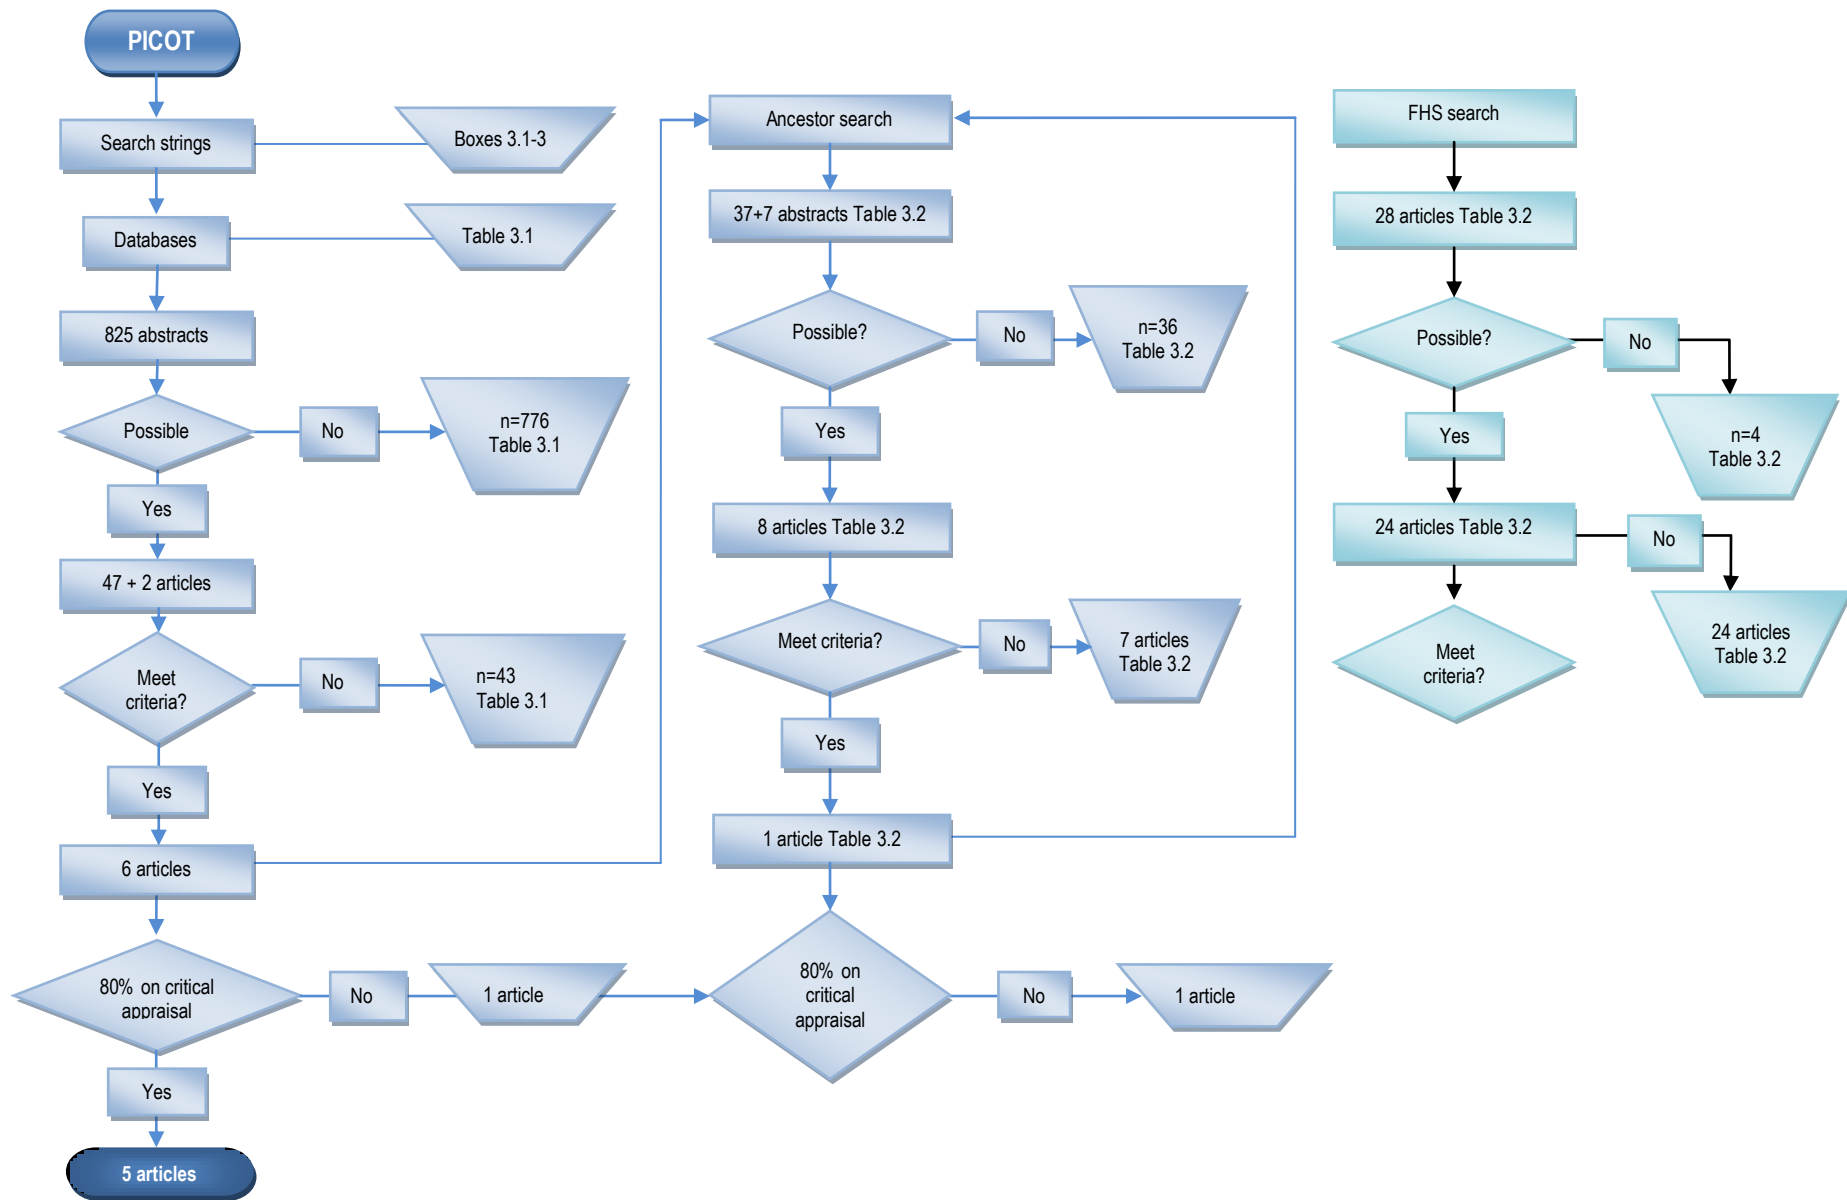 PICOT
Search strings
Boxes 3.1-3
Databases
Table 3.1
825 abstracts
Possible
No
n=776
Table 3.1
Yes
47 + 2 articles
Meet
criteria?
No
n=43
Table 3.1
Yes
6 articles
80% on critical
appraisal
No
1 article
Yes
5 articles
Ancestor search
37+7 abstracts Table 3.2
Possible?
No
n=36
Table 3.2
Yes
8 articles Table 3.2
Meet criteria?
No
7 articles
Table 3.2
Yes
1 article Table 3.2
80% on
critical
appraisal
No
1 article
FHS search
28 articles Table 3.2
Possible?
No
n=4
Table 3.2
Yes
24 articles Table 3.2
No
24 articles
Table 3.2
Meet
criteria?